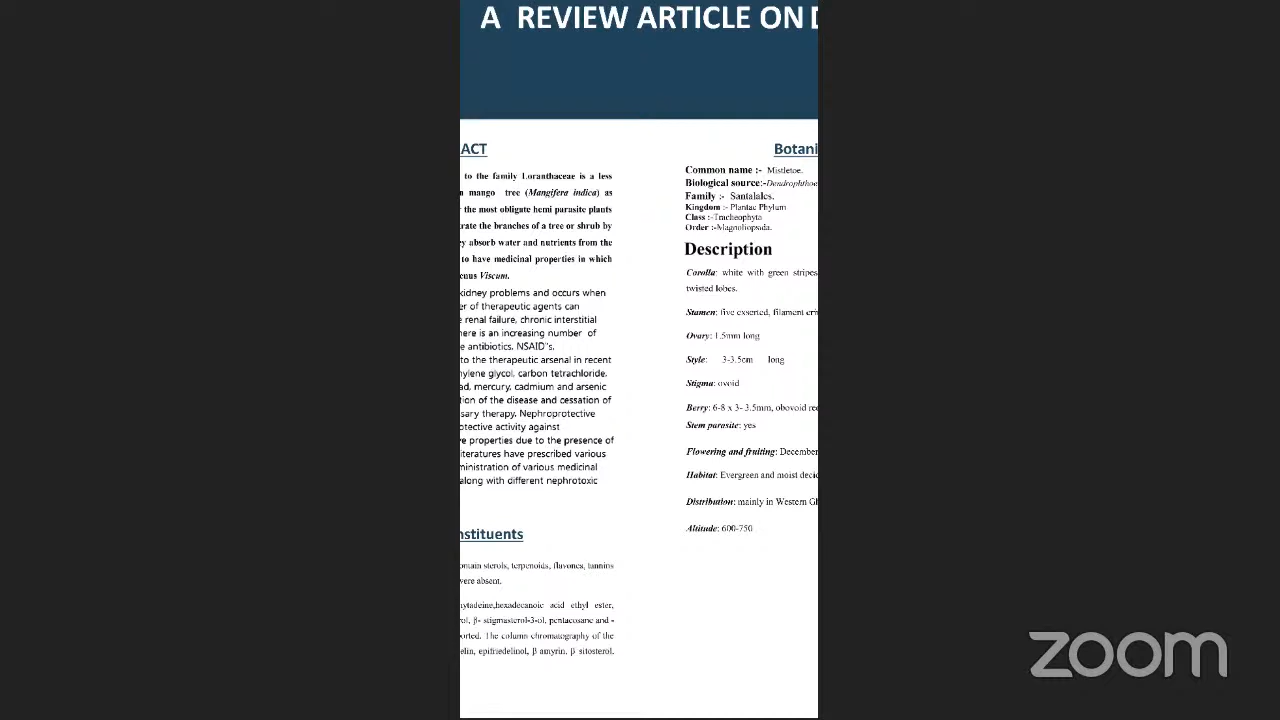 A REVIEW ARTICLE ON D
ACT
to the family Loranthaceae is a less
n mango tree (Mangifera indica) as
r the most obligate hemi parasite plants
rate the branches of a tree or shrub by
ey absorb water and nutrients from the
to have medicinal properties in which
enus Viscum.
kidney problems and occurs when
er of therapeutic agents can
e renal failure, chronic interstitial
here is an increasing number of
e antibiotics. NSAID"s.
to the therapeutic arsenal in recent
hylene glycol, carbon tetrachloride,
ad, mercury, cadmium and arsenic
tion of the disease and cessation of
sary therapy. Nephroprotective
otective activity against
ve properties due to the presence of
literatures have prescribed various
ministration of various medicinal
along with different nephrotoxic
nstituents
ontain sterols, terpenoids, flavones, tannins
were absent.
hytadeine,hexadecanoic acid ethyl ester,
rol, β- stigmasterol-3-ol, pentacosane and -
orted. The column chromatography of the
elin, epifriedelinol, β amyrin, β sitosterol.
Botani
Common name :- Mistletoe.
Biological source:-Dendrophthoe
Family :- Santalales.
Kingdom :- Plantae Phylum
Class :-Tracheophyta
Order :-Magnoliopsida.
Description
Corolla: white with green stripes
twisted lobes.
Stamen: five exserted, filament
Ovary: 1.5mm long
Style: 3-3.5cm long
Stigma: ovoid
Berry: 6-8 x 3- 3.5mm, obovoid
Stem parasite: yes
Flowering and fruiting: December
Habitat: Evergreen and moist decid
Distribution: mainly in Western Gh
Altitude: 600-750
zoom